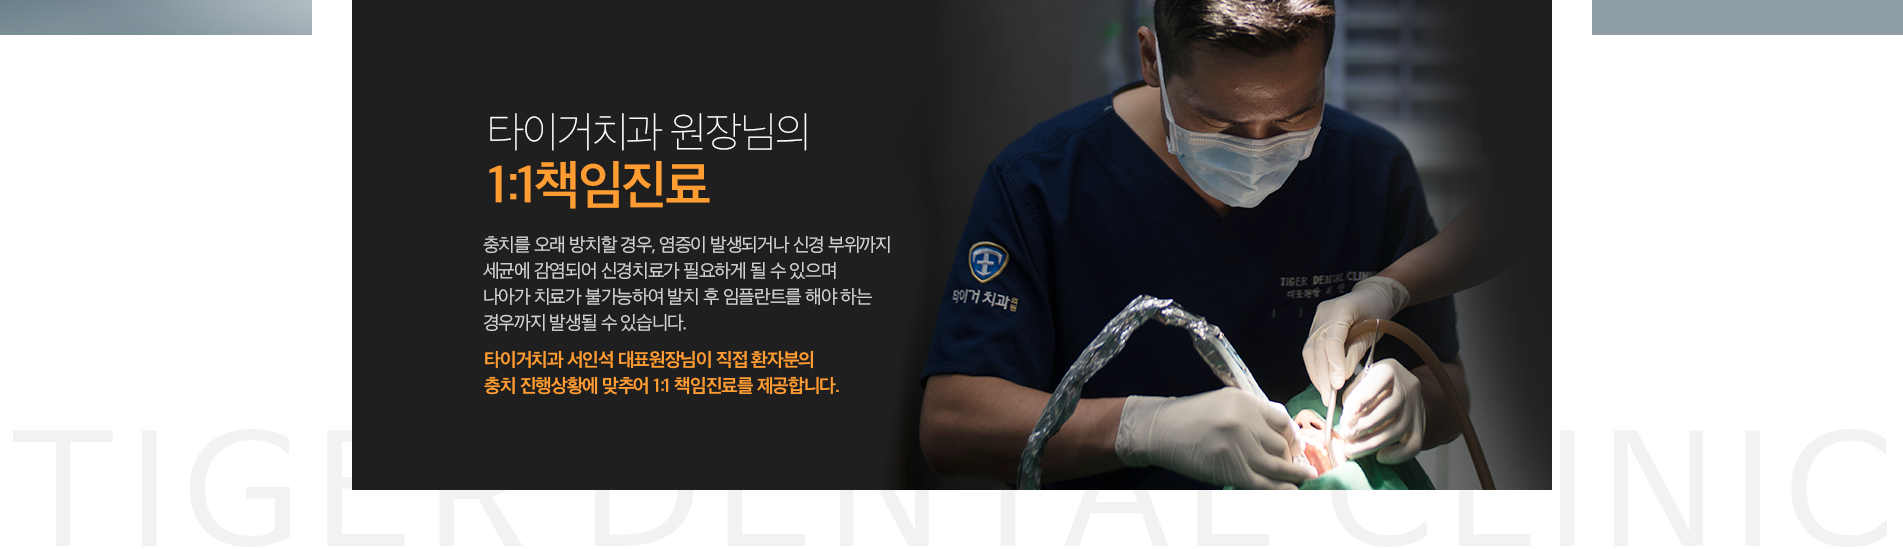 타이거치과 원장님의
1:1책임진료
충치를 오래 방치할 경우, 염증이 발생되거나 신경 부위까지
세균에 감염되어 신경치료가 필요하게 될 수 있으며
나아가 치료가 불가능하여 발치 후 임플란트를 해야 하는
경우까지 발생될 수 있습니다.
타이거치과 서인석 대표원장님이 직접 환자분의
충치 진행상황에 맞추어 1:1 책임진료를 제공합니다.
타이거치과의원
TIGER DENTAL CLINIC
대표원장
TIGER DENTAL CLINIC